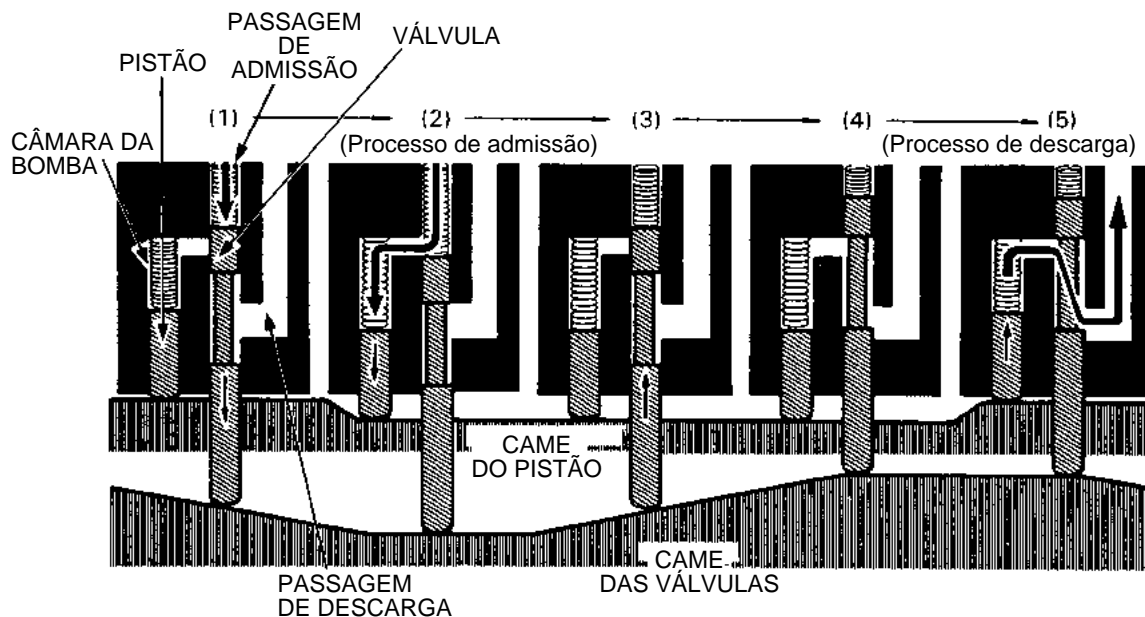 PASSAGEM
DE
ADMISSÃO
VÁLVULA
PISTÃO
CÂMARA DA
BOMBA
(1)
(2)
(Processo de admissão)
(3)
(4)
(5)
(Processo de descarga)
CAME
DO PISTÃO
CAME
DAS VÁLVULAS
PASSAGEM
DE DESCARGA